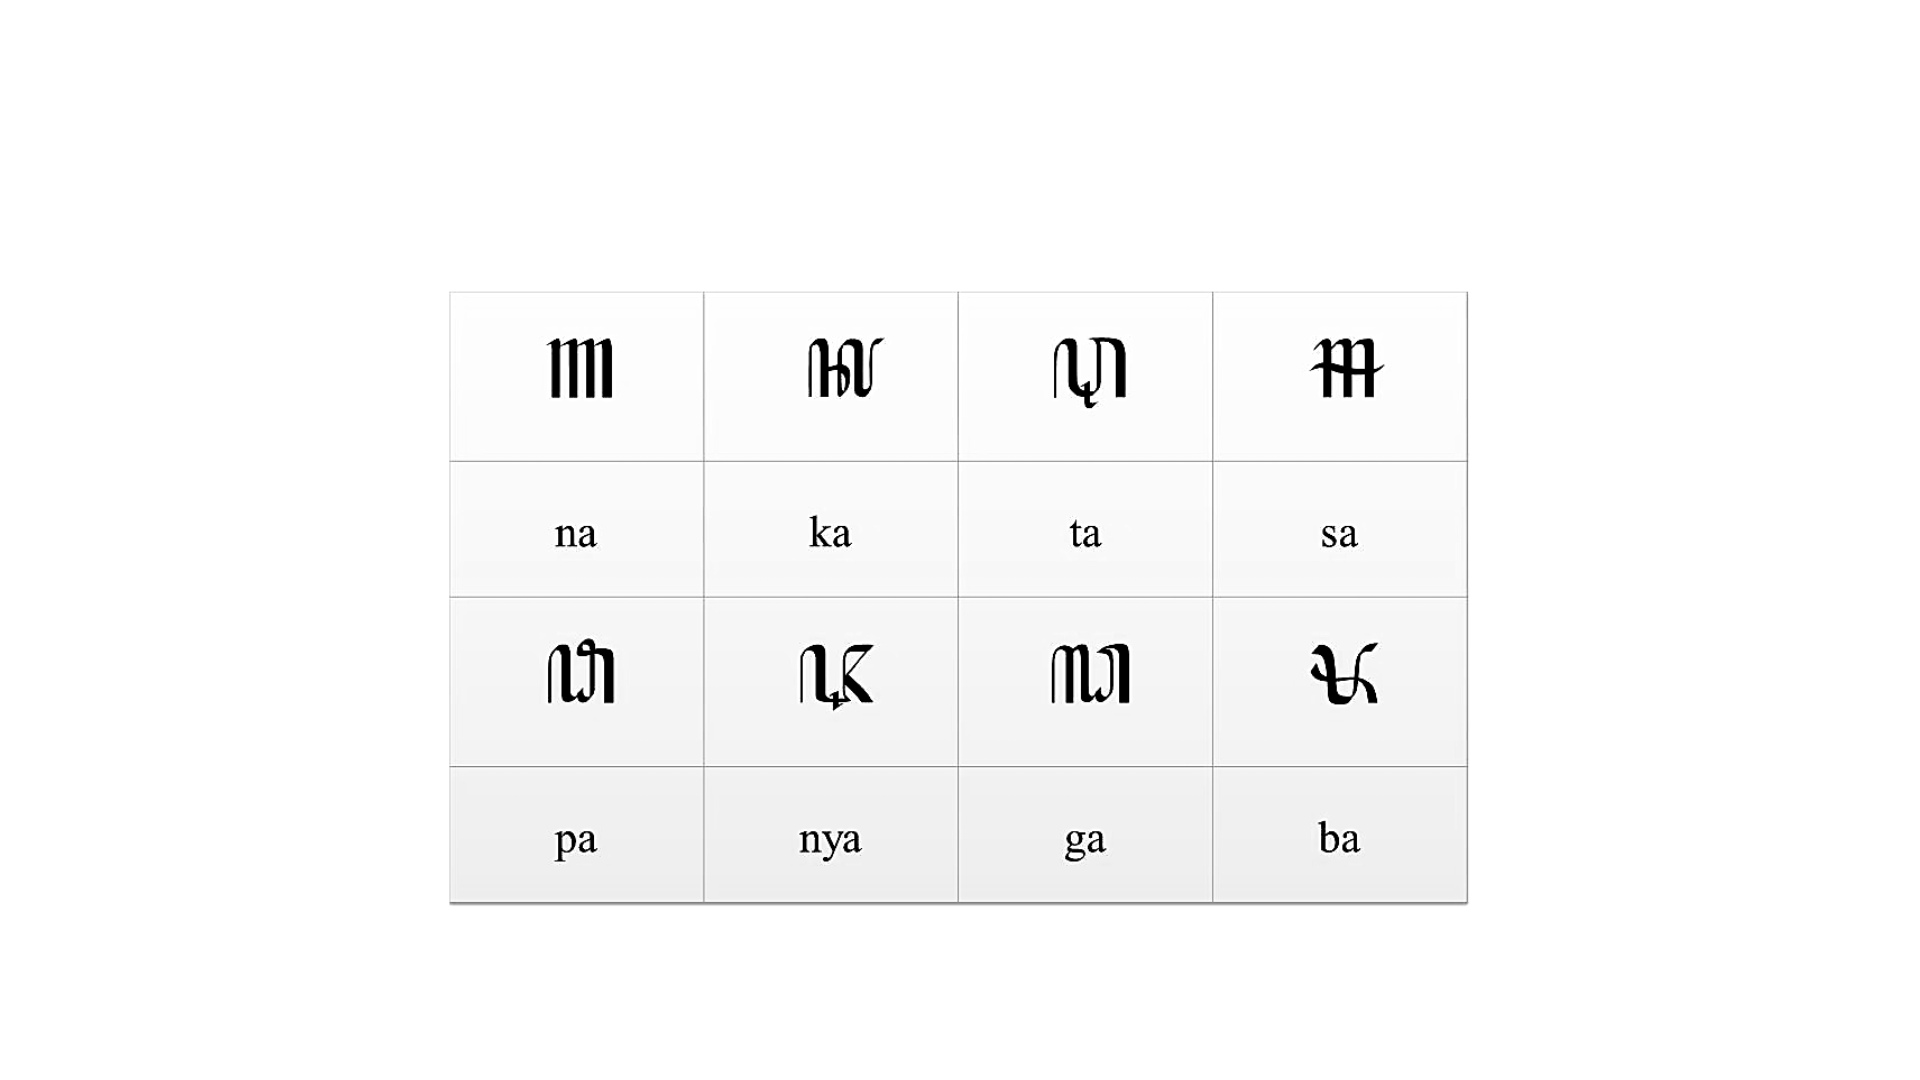 ꦟ ꦑ ꦡ ꦯ
na ka ta sa
ꦦ ꦘ ꦓ ꦨ
pa nya ga ba